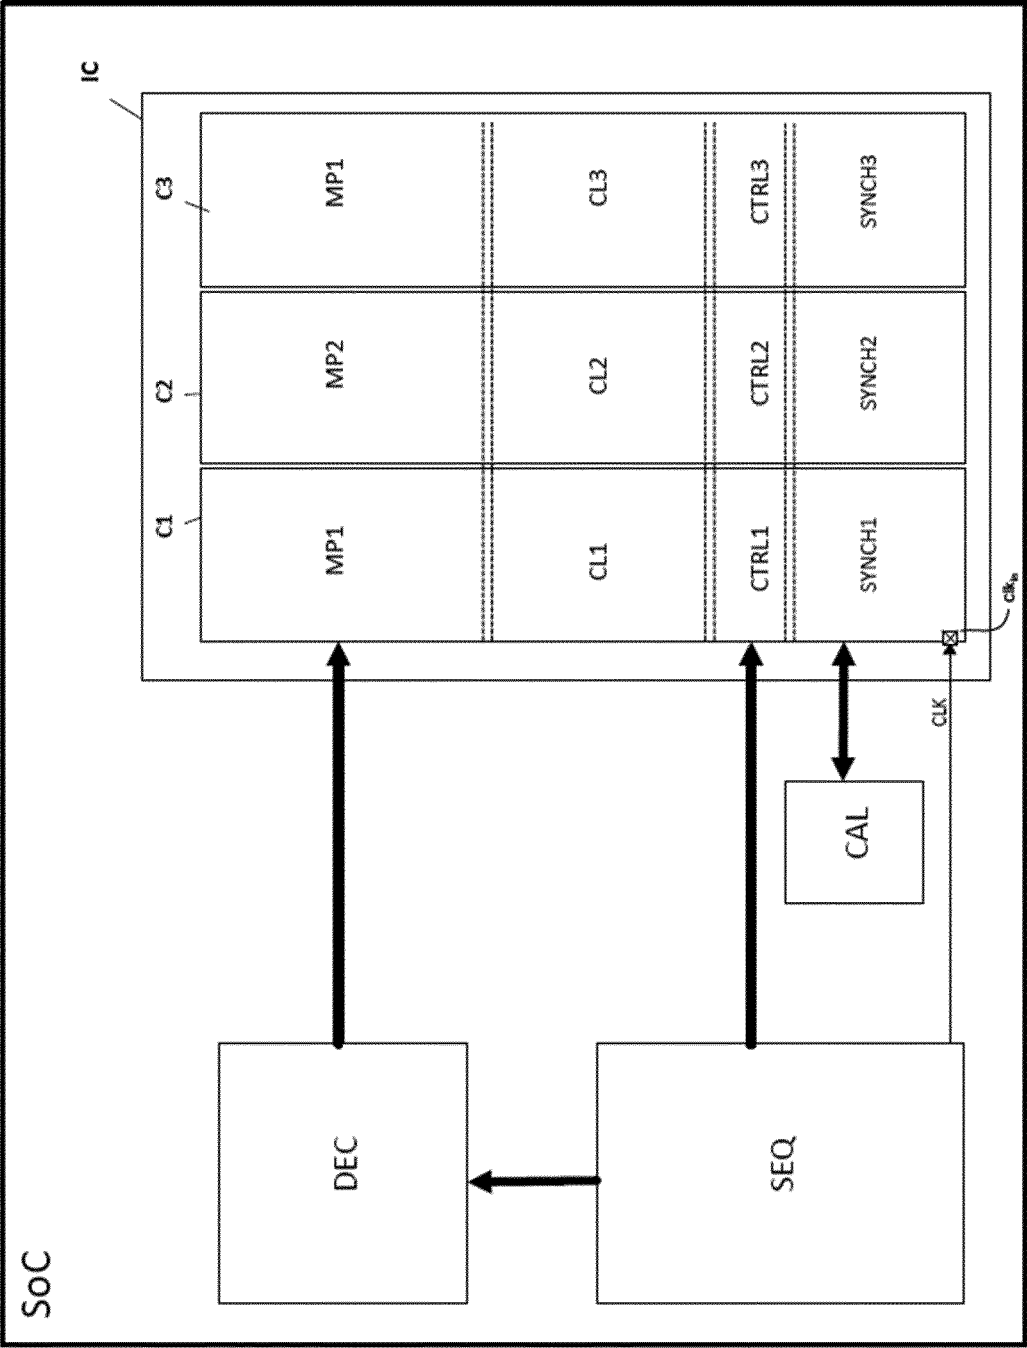 SoC
IC
C1
C2
C3
DEC
MP1
MP2
MP1
CL1
CL2
CL3
SEQ
CTRL1
CTRL2
CTRL3
CAL
SYNCH1
SYNCH2
SYNCH3
CLK
clkin